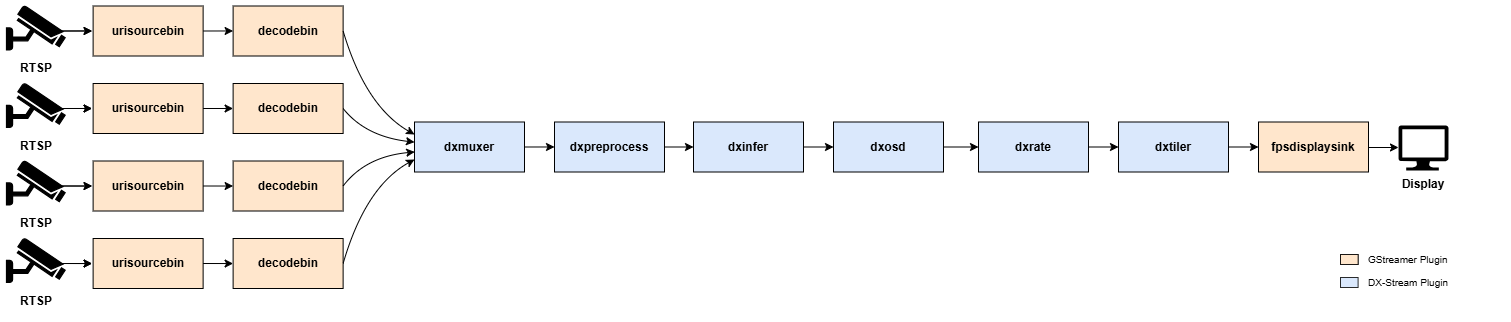 urisourcebin
decodebin
RTSP
urisourcebin
decodebin
RTSP
urisourcebin
decodebin
RTSP
urisourcebin
decodebin
RTSP
dxmuxer
dxpreprocess
dxinfer
dxosd
dxrate
dxtiler
fpsdisplaysink
Display
GStreamer Plugin
DX-Stream Plugin